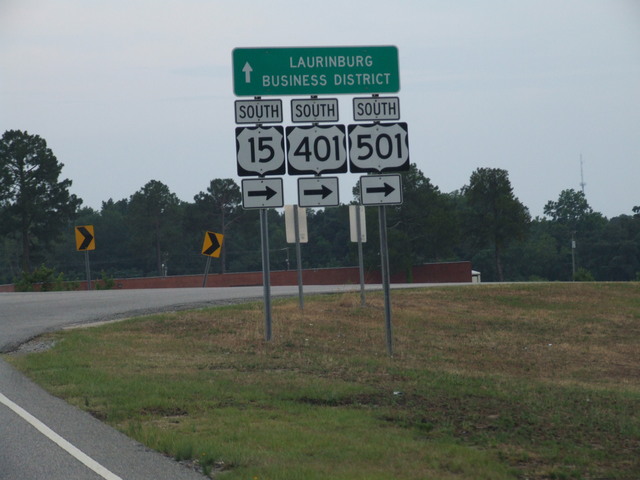 LAURINBURG
BUSINESS DISTRICT
SOUTH SOUTH SOUTH
15 401 501